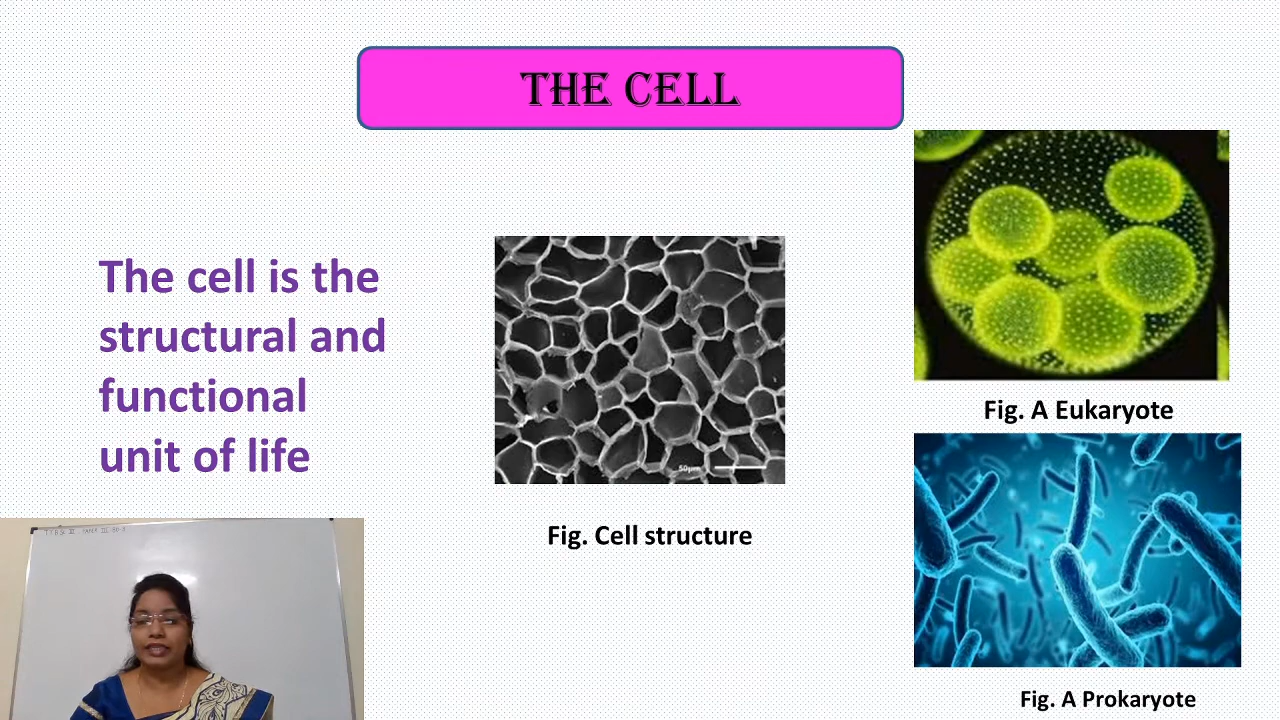 THE CELL
The cell is the
structural and
functional
unit of life
50µm
Fig. Cell structure
Fig. A Eukaryote
Fig. A Prokaryote